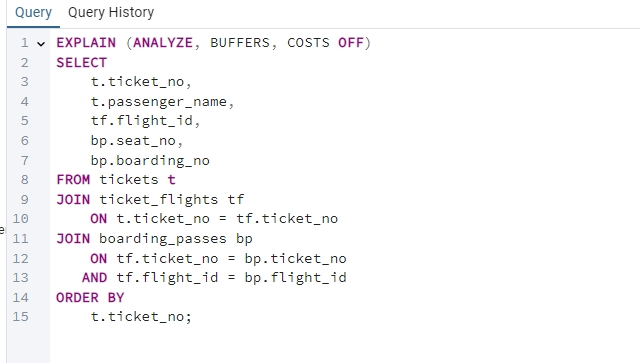 Query Query History
1 EXPLAIN (ANALYZE, BUFFERS, COSTS OFF)
2 SELECT
3 t.ticket_no,
4 t.passenger_name,
5 tf.flight_id,
6 bp.seat_no,
7 bp.boarding_no
8 FROM tickets t
9 JOIN ticket_flights tf
10 ON t.ticket_no = tf.ticket_no
11 JOIN boarding_passes bp
12 ON tf.ticket_no = bp.ticket_no
13 AND tf.flight_id = bp.flight_id
14 ORDER BY
15 t.ticket_no;